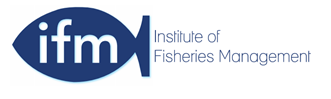 ifm
Institute of
Fisheries Management